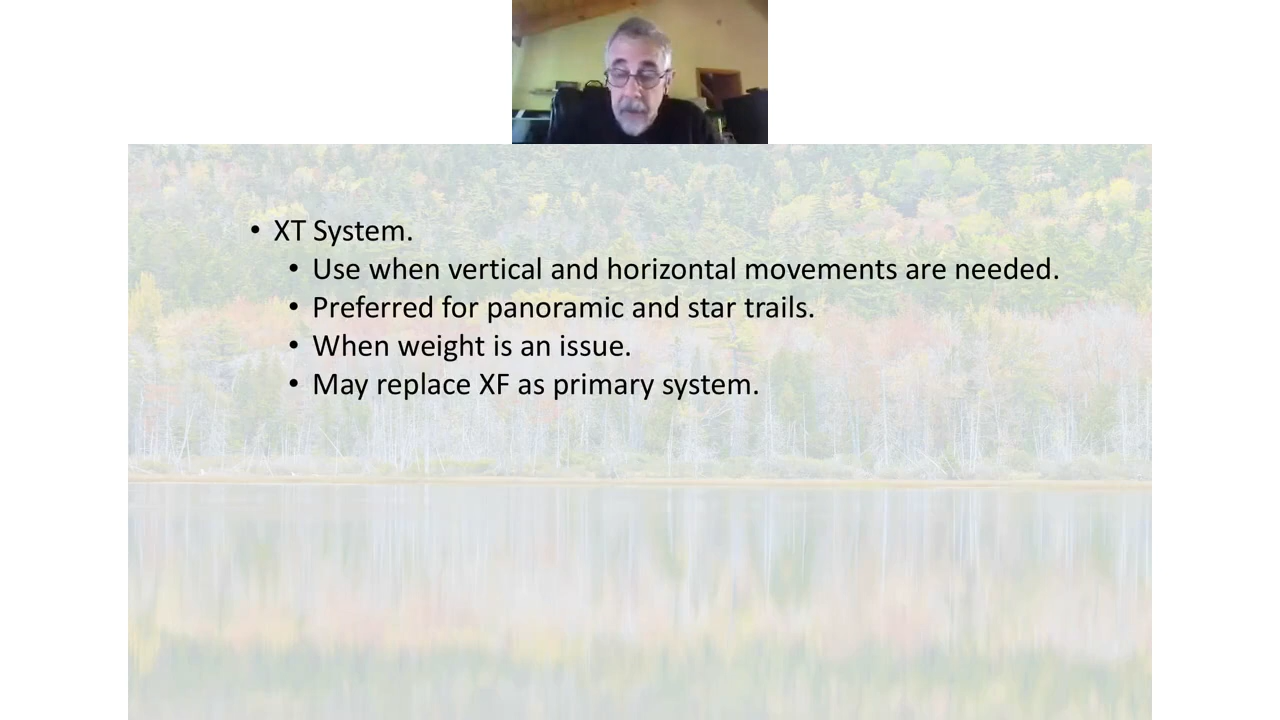 • XT System.
• Use when vertical and horizontal movements are needed.
• Preferred for panoramic and star trails.
• When weight is an issue.
• May replace XF as primary system.